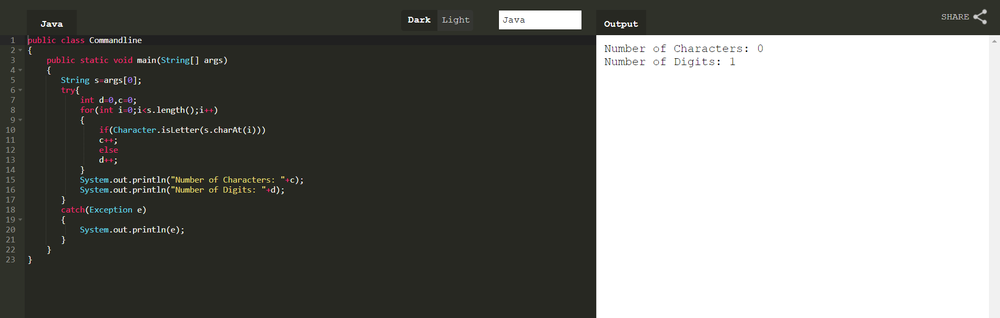 Java
Dark Light
Java
Output
SHARE
1 public class Commandline
2 {
3     public static void main(String[] args)
4     {
5        String s=args[0];
6        try{
7            int d=0,c=0;
8            for(int i=0;i<s.length();i++)
9            {
10                if(Character.isLetter(s.charAt(i)))
11                c++;
12                else
13                d++;
14            }
15            System.out.println("Number of Characters: "+c);
16            System.out.println("Number of Digits: "+d);
17        }
18        catch(Exception e)
19        {
20            System.out.println(e);
21        }
22     }
23 }
Number of Characters: 0
Number of Digits: 1